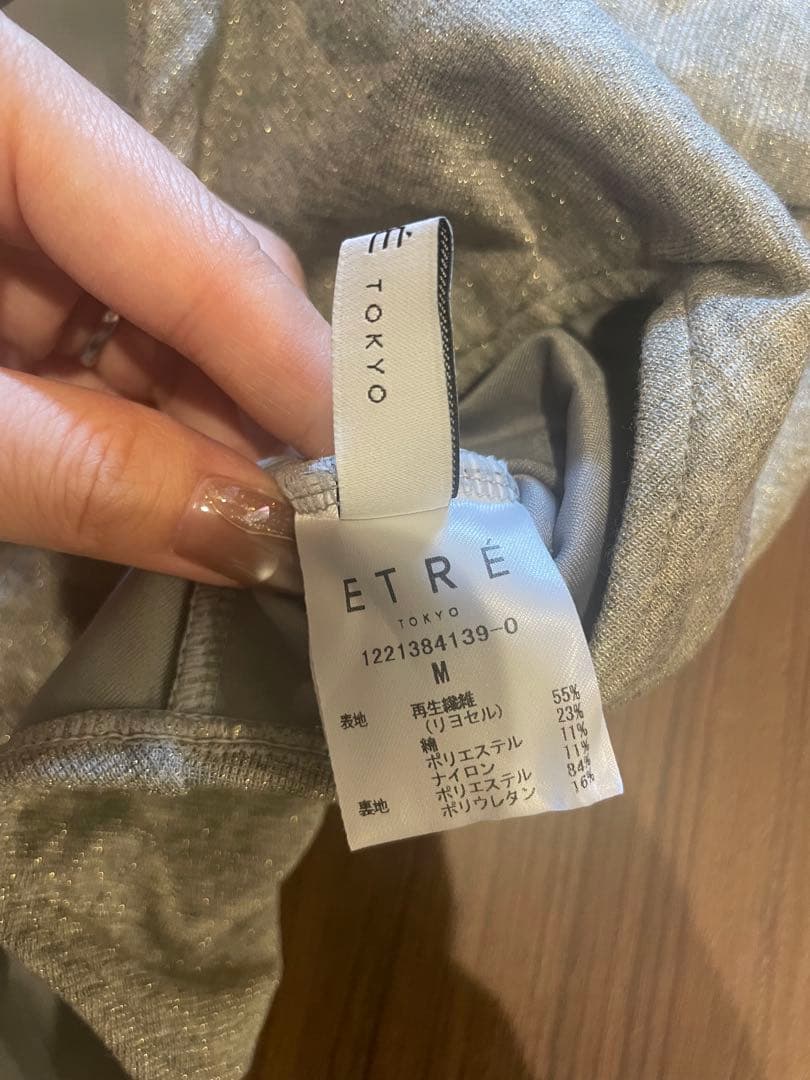 TOKYO
ETRÉ
TOKYO
1221384139-0
M
表地 再生繊維 55%
(リヨセル)
綿 23%
ポリエステル 11%
ナイロン 11%
裏地 ポリエステル 84%
ポリウレタン 16%